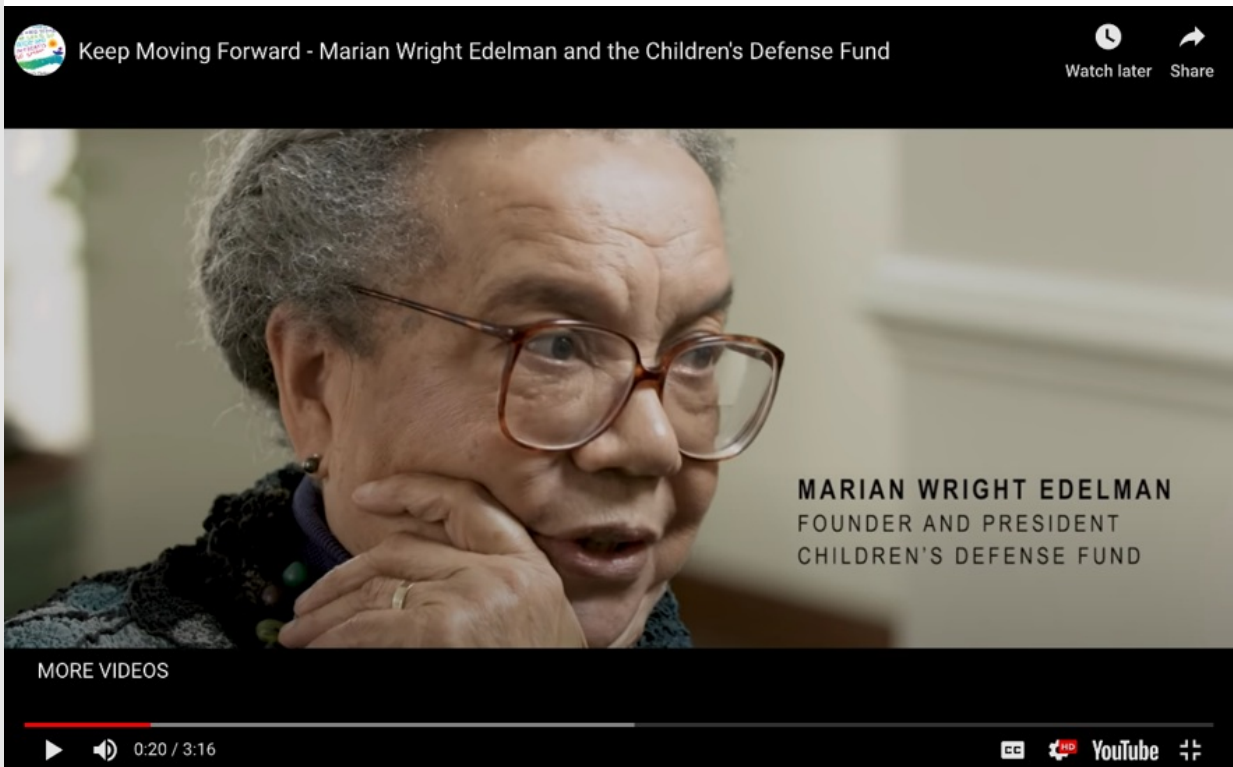 Keep Moving Forward - Marian Wright Edelman and the Children's Defense Fund
Watch later
Share
MARIAN WRIGHT EDELMAN
FOUNDER AND PRESIDENT
CHILDREN'S DEFENSE FUND
MORE VIDEOS
0:20 / 3:16
CC
HD
YouTube